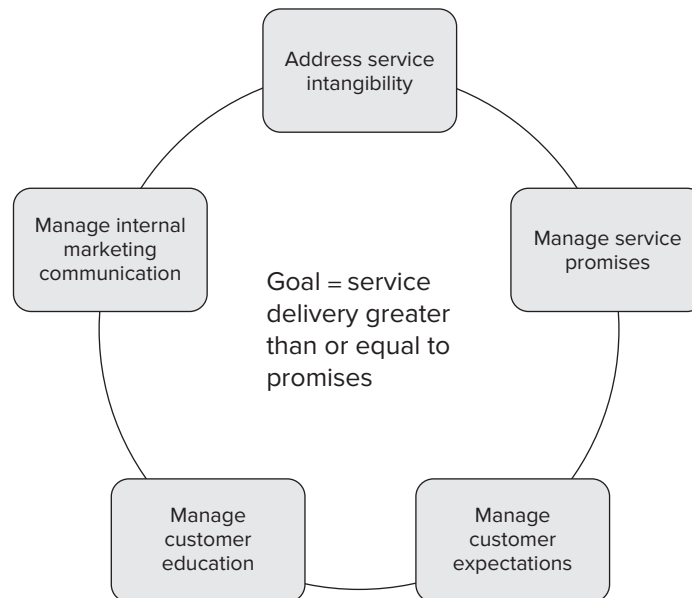 Address service
intangibility
Manage internal
marketing
communication
Manage service
promises
Goal = service
delivery greater
than or equal to
promises
Manage
customer
education
Manage
customer
expectations